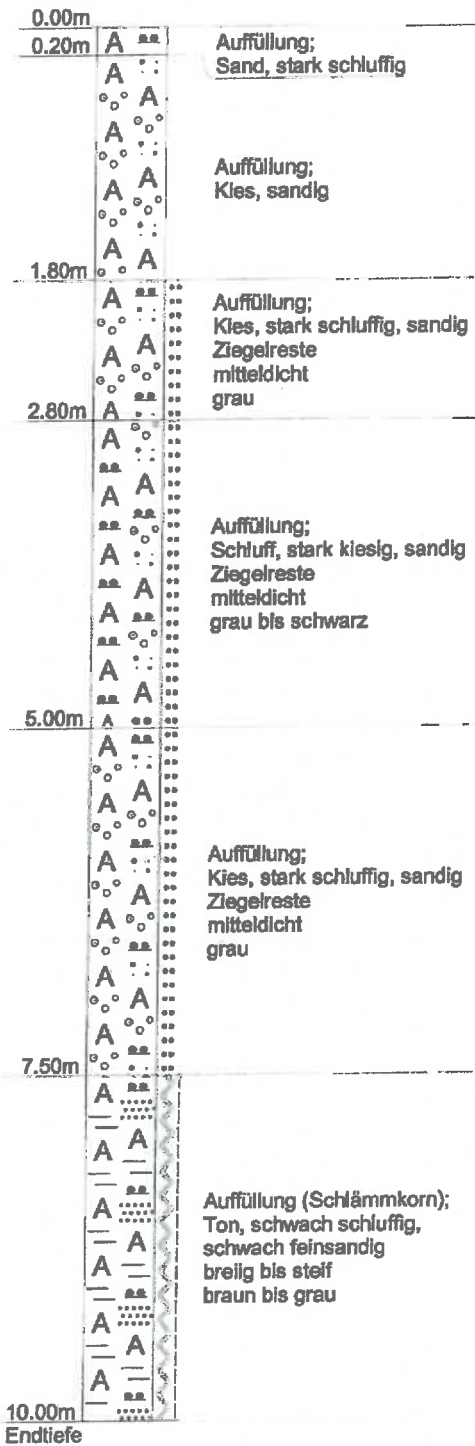 0.00m
0.20m
Auffüllung;
Sand, stark schluffig
Auffüllung;
Kies, sandig
1.80m
Auffüllung;
Kies, stark schluffig, sandig
Ziegelreste
mitteldicht
grau
2.80m
Auffüllung;
Schluff, stark kiesig, sandig
Ziegelreste
mitteldicht
grau bis schwarz
5.00m
Auffüllung;
Kies, stark schluffig, sandig
Ziegelreste
mitteldicht
grau
7.50m
Auffüllung (Schlämmkorn);
Ton, schwach schluffig,
schwach feinsandig
breiig bis steif
braun bis grau
10.00m
Endtiefe